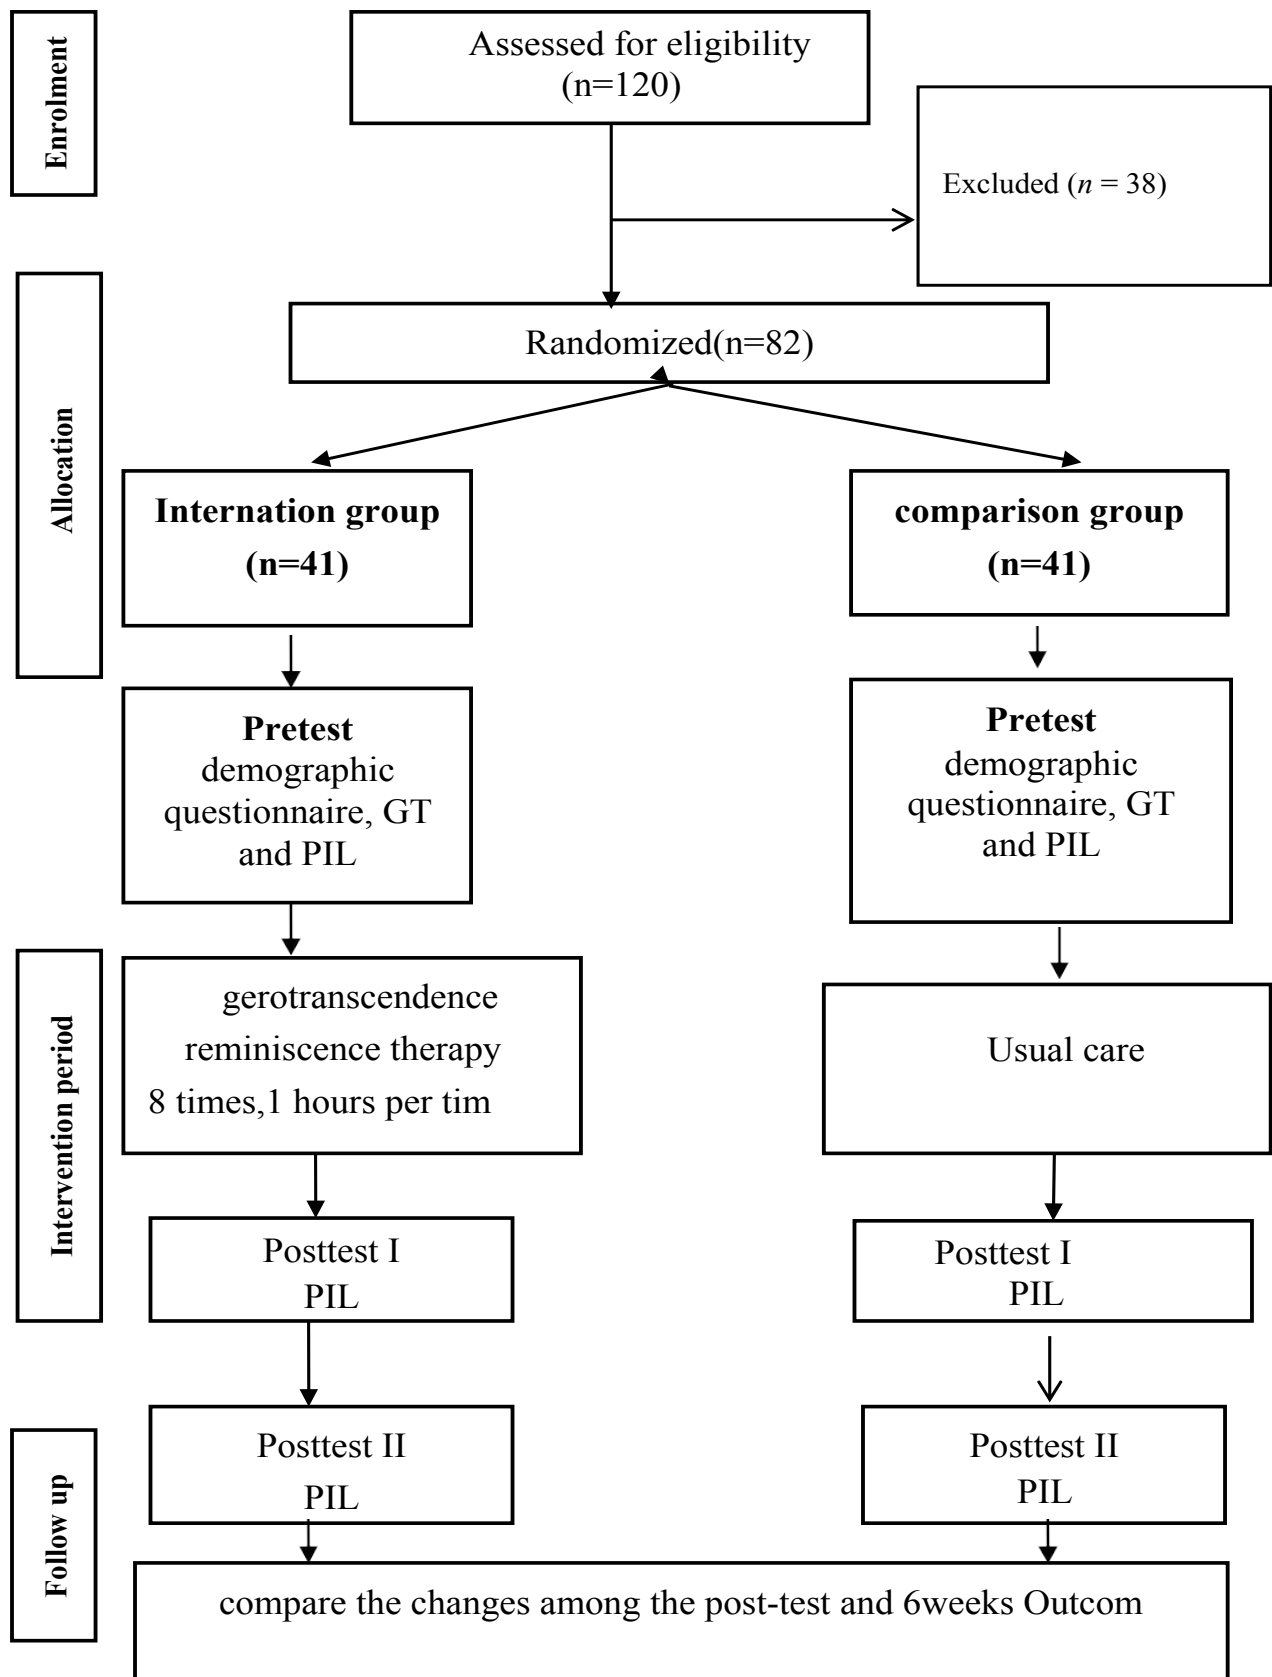 Enrolment
Assessed for eligibility
(n=120)
Excluded (n = 38)
Allocation
Randomized(n=82)
Internation group
(n=41)
comparison group
(n=41)
Pretest
demographic
questionnaire, GT
and PIL
Pretest
demographic
questionnaire, GT
and PIL
Intervention period
gerotranscendence
reminiscence therapy
8 times,1 hours per tim
Usual care
Posttest I
PIL
Posttest I
PIL
Follow up
Posttest II
PIL
Posttest II
PIL
compare the changes among the post-test and 6weeks Outcom